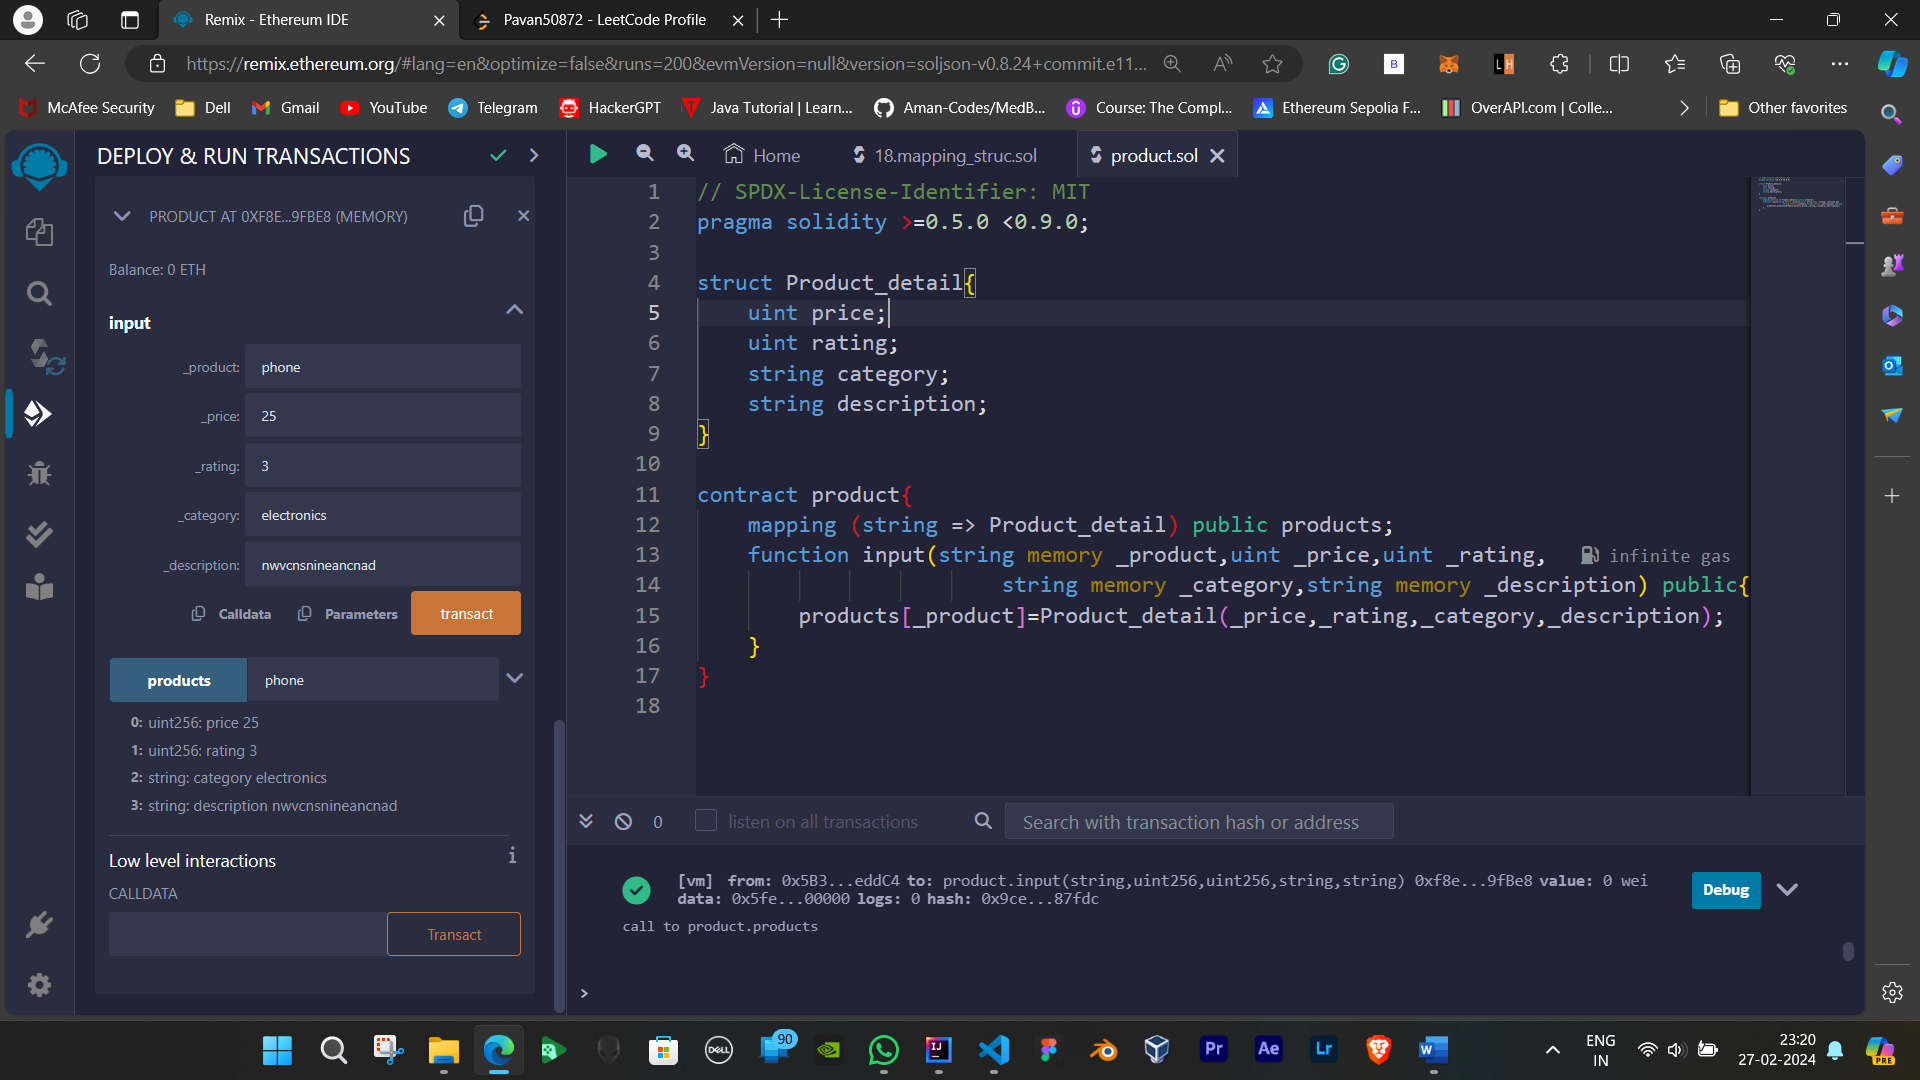 Remix - Ethereum IDE
Pavan50872 - LeetCode Profile
https://remix.ethereum.org/#lang=en&optimize=false&runs=200&evmVersion=null&version=soljson-v0.8.24+commit.e11...
McAfee Security
Dell
Gmail
YouTube
Telegram
HackerGPT
Java Tutorial | Learn...
Aman-Codes/MedB...
Course: The Compl...
Ethereum Sepolia F...
OverAPI.com | Colle...
Other favorites
DEPLOY & RUN TRANSACTIONS
PRODUCT AT 0XF8E...9FBE8 (MEMORY)
Balance: 0 ETH
input
_product: phone
_price: 25
_rating: 3
_category: electronics
_description: nwvcnsnineancnad
Calldata Parameters transact
products phone
0: uint256: price 25
1: uint256: rating 3
2: string: category electronics
3: string: description nwvcnsnineancnad
Low level interactions
i
CALLDATA
Transact
Home
18.mapping_struc.sol
product.sol
1 // SPDX-License-Identifier: MIT
2 pragma solidity >=0.5.0 <0.9.0;
3
4 struct Product_detail{
5 uint price;
6 uint rating;
7 string category;
8 string description;
9 }
10
11 contract product{
12 mapping (string => Product_detail) public products;
13 function input(string memory _product,uint _price,uint _rating, infinite gas
14 string memory _category,string memory _description) public{
15 products[_product]=Product_detail(_price,_rating,_category,_description);
16 }
17 }
18
0 listen on all transactions Search with transaction hash or address
[vm] from: 0x5B3...eddC4 to: product.input(string,uint256,uint256,string,string) 0xf8e...9fBe8 value: 0 wei
data: 0x5fe...00000 logs: 0 hash: 0x9ce...87fdc
Debug
call to product.products
>
DELL
90
IJ
Pr
Ae
Lr
W
ENG
IN
23:20
27-02-2024
PRE